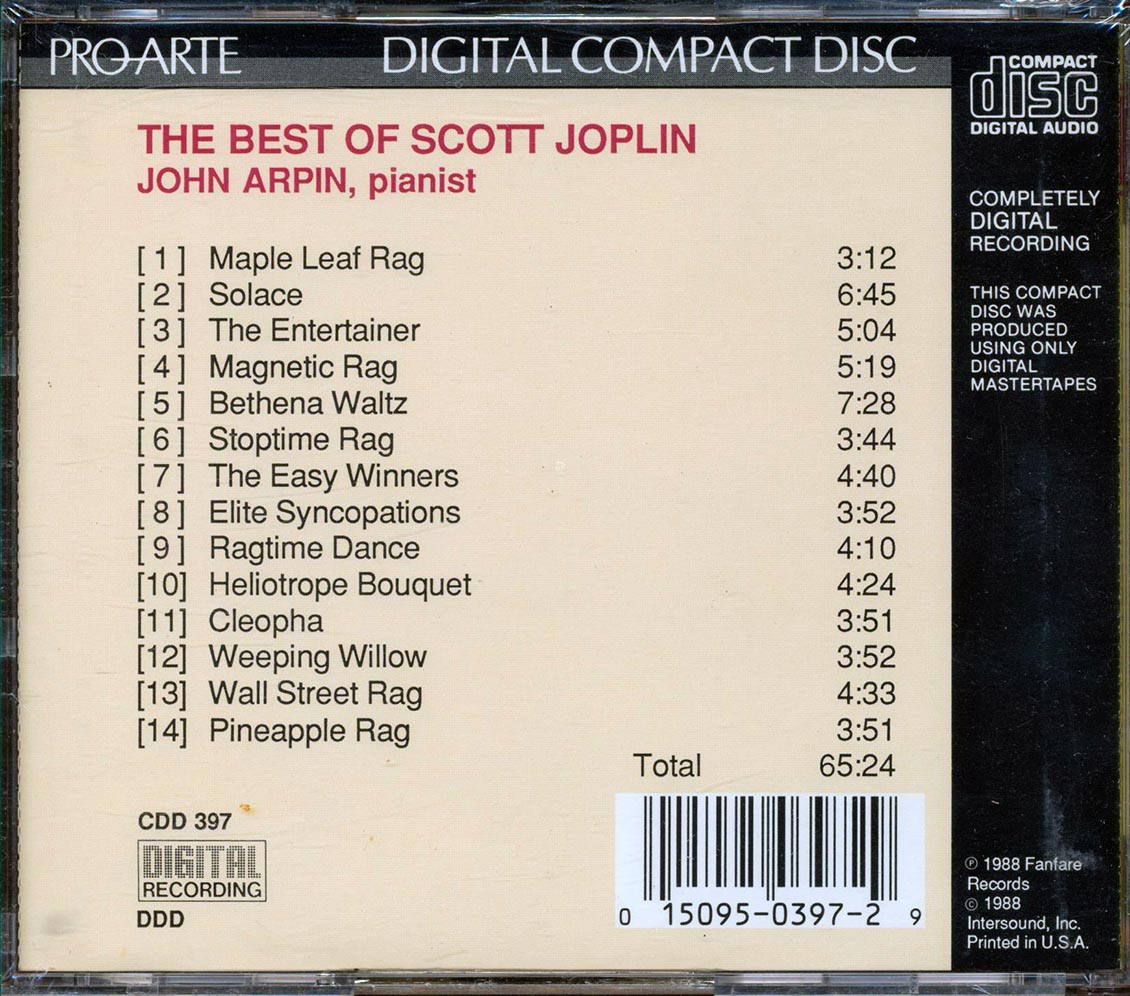 PRO-ARTE DIGITAL COMPACT DISC
THE BEST OF SCOTT JOPLIN
JOHN ARPIN, pianist
[ 1 ] Maple Leaf Rag 3:12
[ 2 ] Solace 6:45
[ 3 ] The Entertainer 5:04
[ 4 ] Magnetic Rag 5:19
[ 5 ] Bethena Waltz 7:28
[ 6 ] Stoptime Rag 3:44
[ 7 ] The Easy Winners 4:40
[ 8 ] Elite Syncopations 3:52
[ 9 ] Ragtime Dance 4:10
[10] Heliotrope Bouquet 4:24
[11] Cleopha 3:51
[12] Weeping Willow 3:52
[13] Wall Street Rag 4:33
[14] Pineapple Rag 3:51
Total 65:24
CDD 397
DIGITAL
RECORDING
DDD
0 15095-0397-2 9
COMPACT
disc
DIGITAL AUDIO
COMPLETELY
DIGITAL
RECORDING
THIS COMPACT
DISC WAS
PRODUCED
USING ONLY
DIGITAL
MASTERTAPES
℗ 1988 Fanfare
Records
© 1988
Intersound, Inc.
Printed in U.S.A.